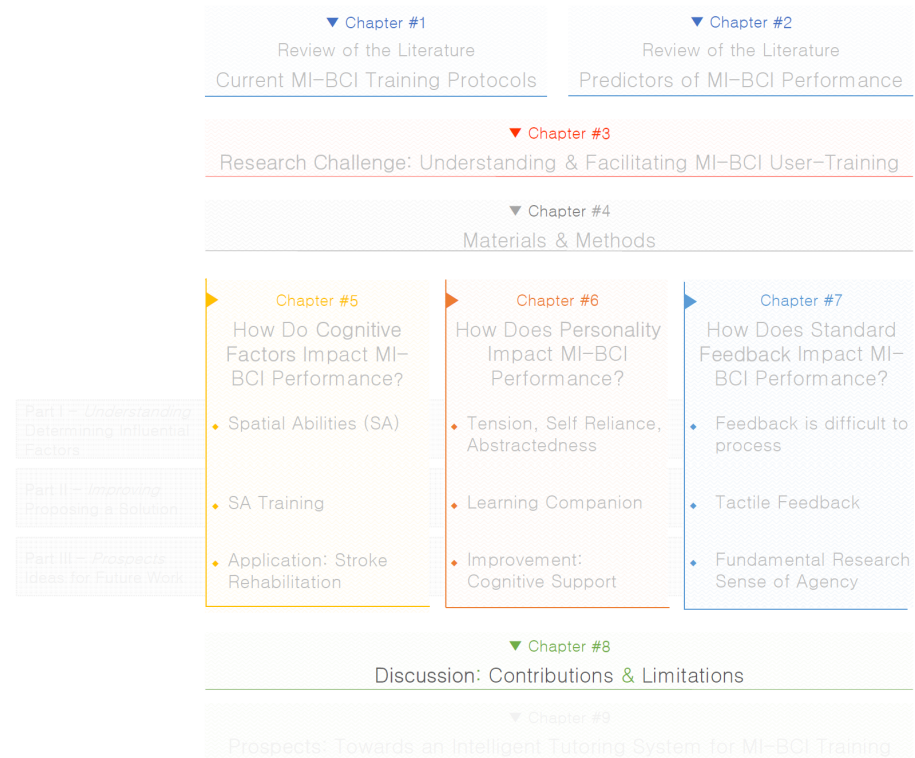 ▼ Chapter #1
Review of the Literature
Current MI-BCI Training Protocols
▼ Chapter #2
Review of the Literature
Predictors of MI-BCI Performance
▼ Chapter #3
Research Challenge: Understanding & Facilitating MI-BCI User-Training
▼ Chapter #4
Materials & Methods
Part I - Understanding
Determining Influential
Factors
Part II - Improving
Proposing a Solution
Part III - Prospects
Ideas for Future Work
Chapter #5
How Do Cognitive
Factors Impact MI-
BCI Performance?
Spatial Abilities (SA)
SA Training
Application: Stroke
Rehabilitation
Chapter #6
How Does Personality
Impact MI-BCI
Performance?
Tension, Self Reliance,
Abstractedness
Learning Companion
Improvement:
Cognitive Support
Chapter #7
How Does Standard
Feedback Impact MI-
BCI Performance?
Feedback is difficult to
process
Tactile Feedback
Fundamental Research
Sense of Agency
▼ Chapter #8
Discussion: Contributions & Limitations
▼ Chapter #9
Prospects: Towards an Intelligent Tutoring System for MI-BCI Training